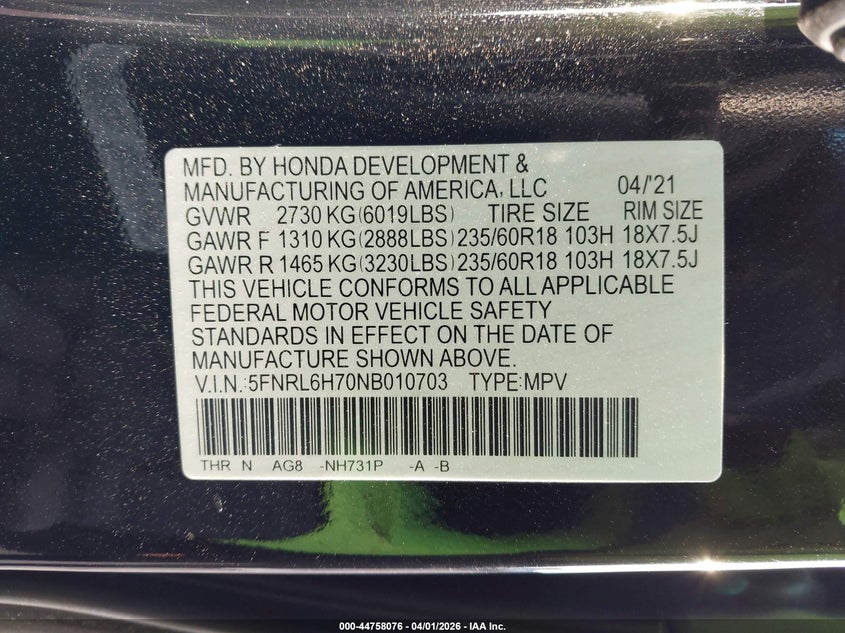 MFD. BY HONDA DEVELOPMENT &
MANUFACTURING OF AMERICA, LLC 04/'21
GVWR 2730 KG(6019LBS) TIRE SIZE RIM SIZE
GAWR F 1310 KG(2888LBS) 235/60R18 103H 18X7.5J
GAWR R 1465 KG(3230LBS) 235/60R18 103H 18X7.5J
THIS VEHICLE CONFORMS TO ALL APPLICABLE
FEDERAL MOTOR VEHICLE SAFETY
STANDARDS IN EFFECT ON THE DATE OF
MANUFACTURE SHOWN ABOVE.
V.I.N.:5FNRL6H70NB010703 TYPE:MPV
THR N AG8 -NH731P -A -B
000-44758076 - 04/01/2026 - IAA Inc.